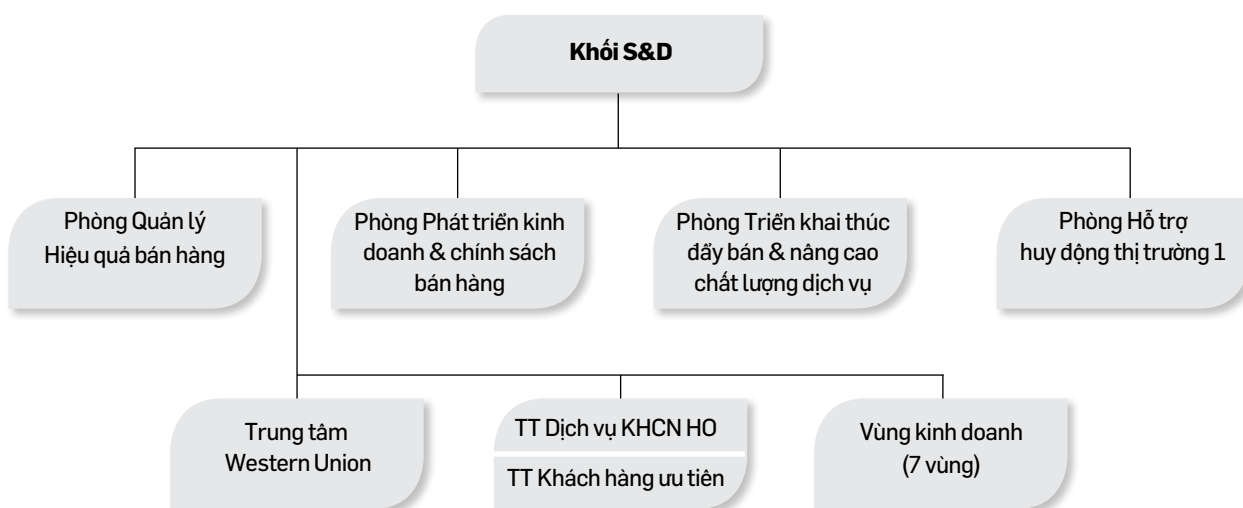 Khối S&D
Phòng Quản lý
Hiệu quả bán hàng
Phòng Phát triển kinh
doanh & chính sách
bán hàng
Phòng Triển khai thúc
đẩy bán & nâng cao
chất lượng dịch vụ
Phòng Hỗ trợ
huy động thị trường 1
Trung tâm
Western Union
TT Dịch vụ KHCN HO
TT Khách hàng ưu tiên
Vùng kinh doanh
(7 vùng)